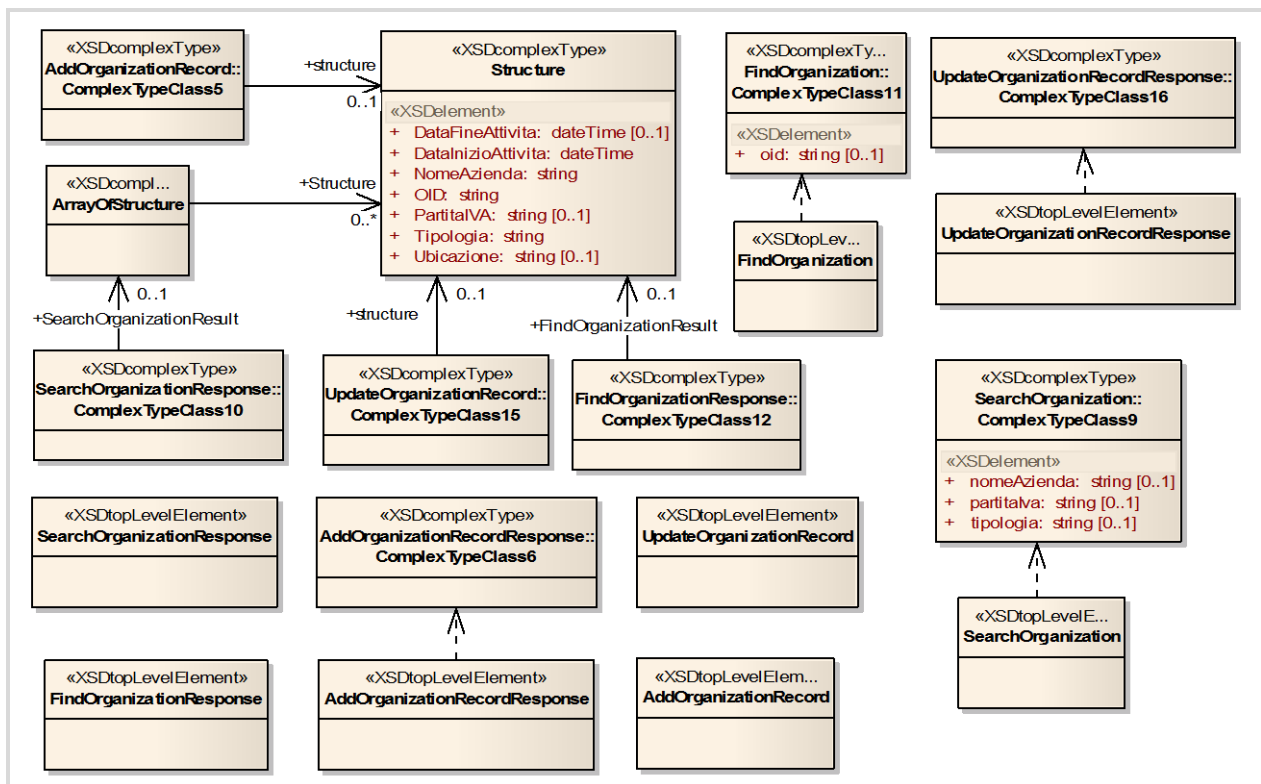 «XSDcomplexType»
AddOrganizationRecord::
ComplexTypeClass5
+structure
0..1
«XSDcomplexType»
Structure
«XSDelement»
+ DataFineAttivita: dateTime [0..1]
+ DataInizioAttivita: dateTime
+ NomeAzienda: string
+ OID: string
+ PartitaIVA: string [0..1]
+ Tipologia: string
+ Ubicazione: string [0..1]
«XSDcomplexTy...
FindOrganization::
ComplexTypeClass11
«XSDelement»
+ oid: string [0..1]
«XSDcomplexType»
UpdateOrganizationRecordResponse::
ComplexTypeClass16
«XSDcompl...
ArrayOfStructure
+Structure
0..*
«XSDtopLev...
FindOrganization
«XSDtopLevelElement»
UpdateOrganizationRecordResponse
0..1
+SearchOrganizationResult
0..1
+structure
0..1
+FindOrganizationResult
«XSDcomplexType»
SearchOrganizationResponse::
ComplexTypeClass10
«XSDcomplexType»
UpdateOrganizationRecord::
ComplexTypeClass15
«XSDcomplexType»
FindOrganizationResponse::
ComplexTypeClass12
«XSDcomplexType»
SearchOrganization::
ComplexTypeClass9
«XSDelement»
+ nomeAzienda: string [0..1]
+ partitaIva: string [0..1]
+ tipologia: string [0..1]
«XSDtopLevelElement»
SearchOrganizationResponse
«XSDcomplexType»
AddOrganizationRecordResponse::
ComplexTypeClass6
«XSDtopLevelElement»
UpdateOrganizationRecord
«XSDtopLevelE...
SearchOrganization
«XSDtopLevelElement»
FindOrganizationResponse
«XSDtopLevelElement»
AddOrganizationRecordResponse
«XSDtopLevelElem...
AddOrganizationRecord